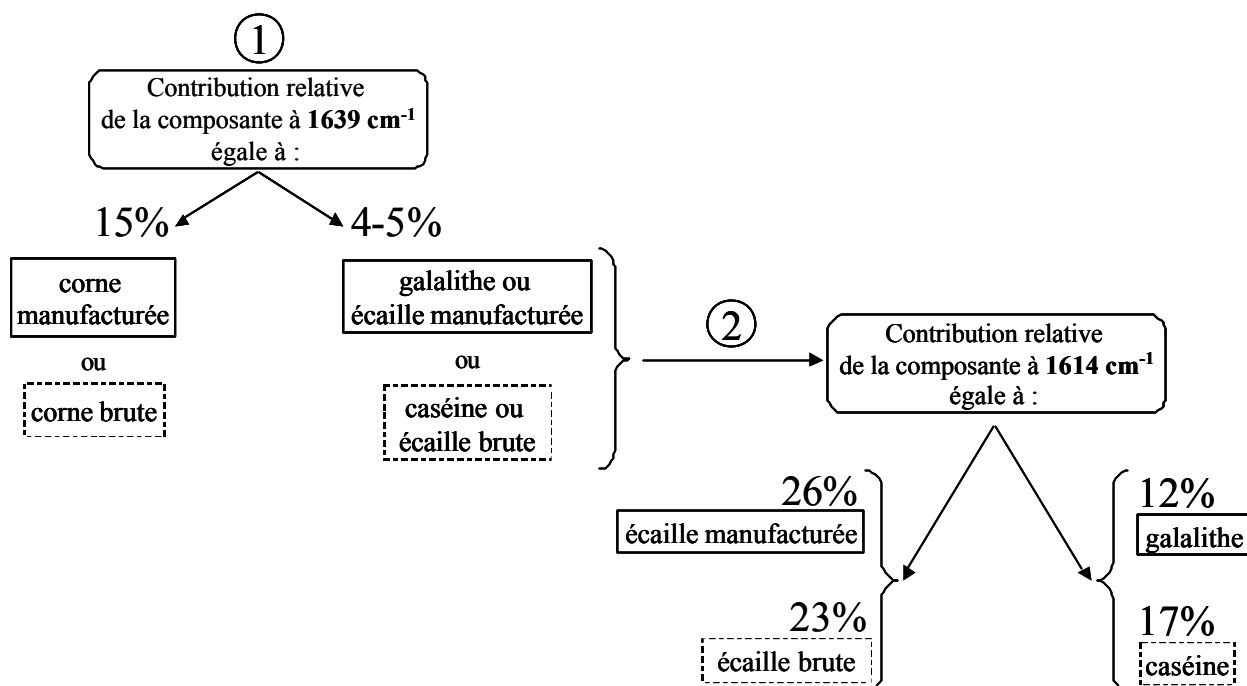 1
Contribution relative
de la composante à 1639 cm⁻¹
égale à :
15%
4-5%
corne
manufacturée
ou
corne brute
galalithe ou
écaille manufacturée
ou
caséine ou
écaille brute
2
Contribution relative
de la composante à 1614 cm⁻¹
égale à :
26%
écaille manufacturée
23%
écaille brute
12%
galalithe
17%
caséine